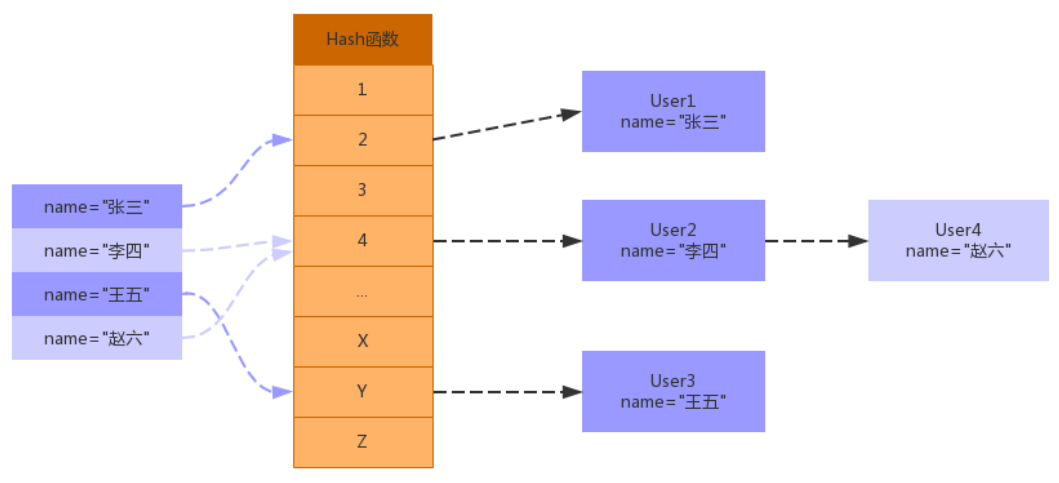 name="张三"
name="李四"
name="王五"
name="赵六"
Hash函数
1
2
3
4
...
X
Y
Z
User1
name="张三"
User2
name="李四"
User4
name="赵六"
User3
name="王五"